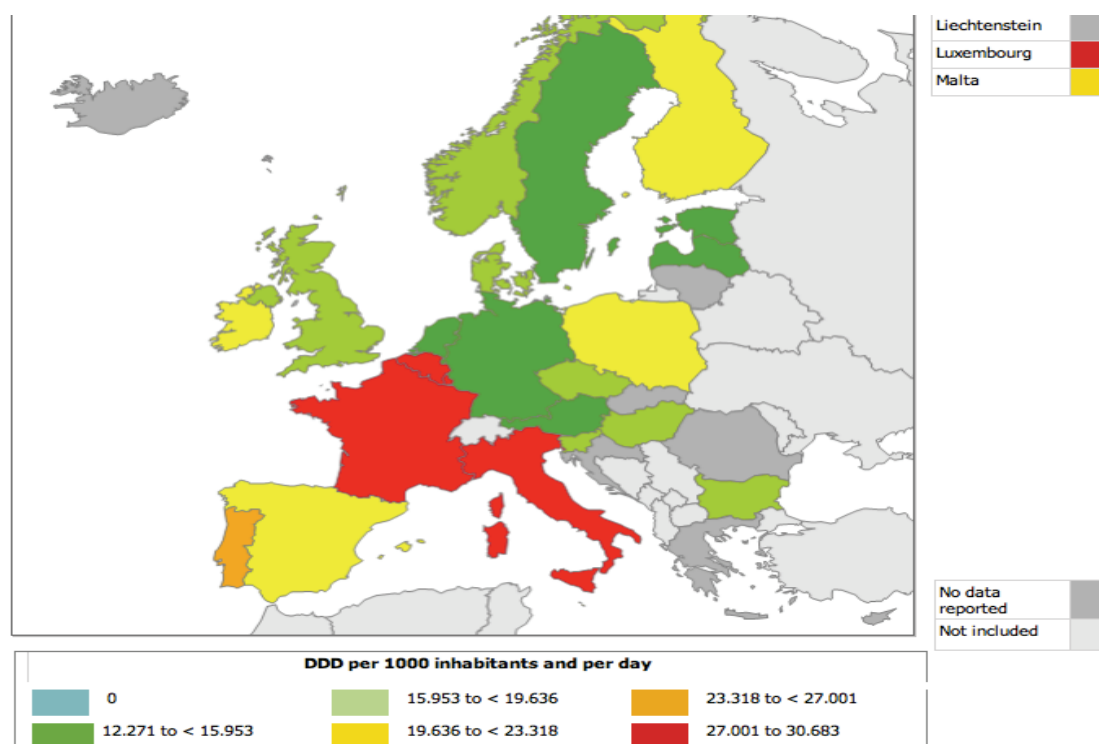 Liechtenstein
Luxembourg
Malta
No data
reported
Not included
DDD per 1000 inhabitants and per day
0
15.953 to < 19.636
23.318 to < 27.001
12.271 to < 15.953
19.636 to < 23.318
27.001 to 30.683